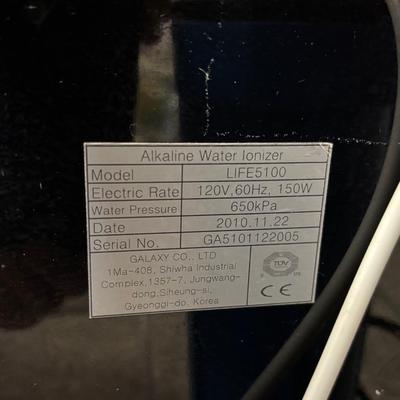 Alkaline Water Ionizer
Model LIFE5100
Electric Rate 120V,60Hz, 150W
Water Pressure 650kPa
Date 2010.11.22
Serial No. GA5101122005
GALAXY CO., LTD
1Ma-408, Shiwha Industrial
Complex,1357-7, Jungwang-
dong,Siheung-si,
Gyeonggi-do, Korea
TÜV
CE